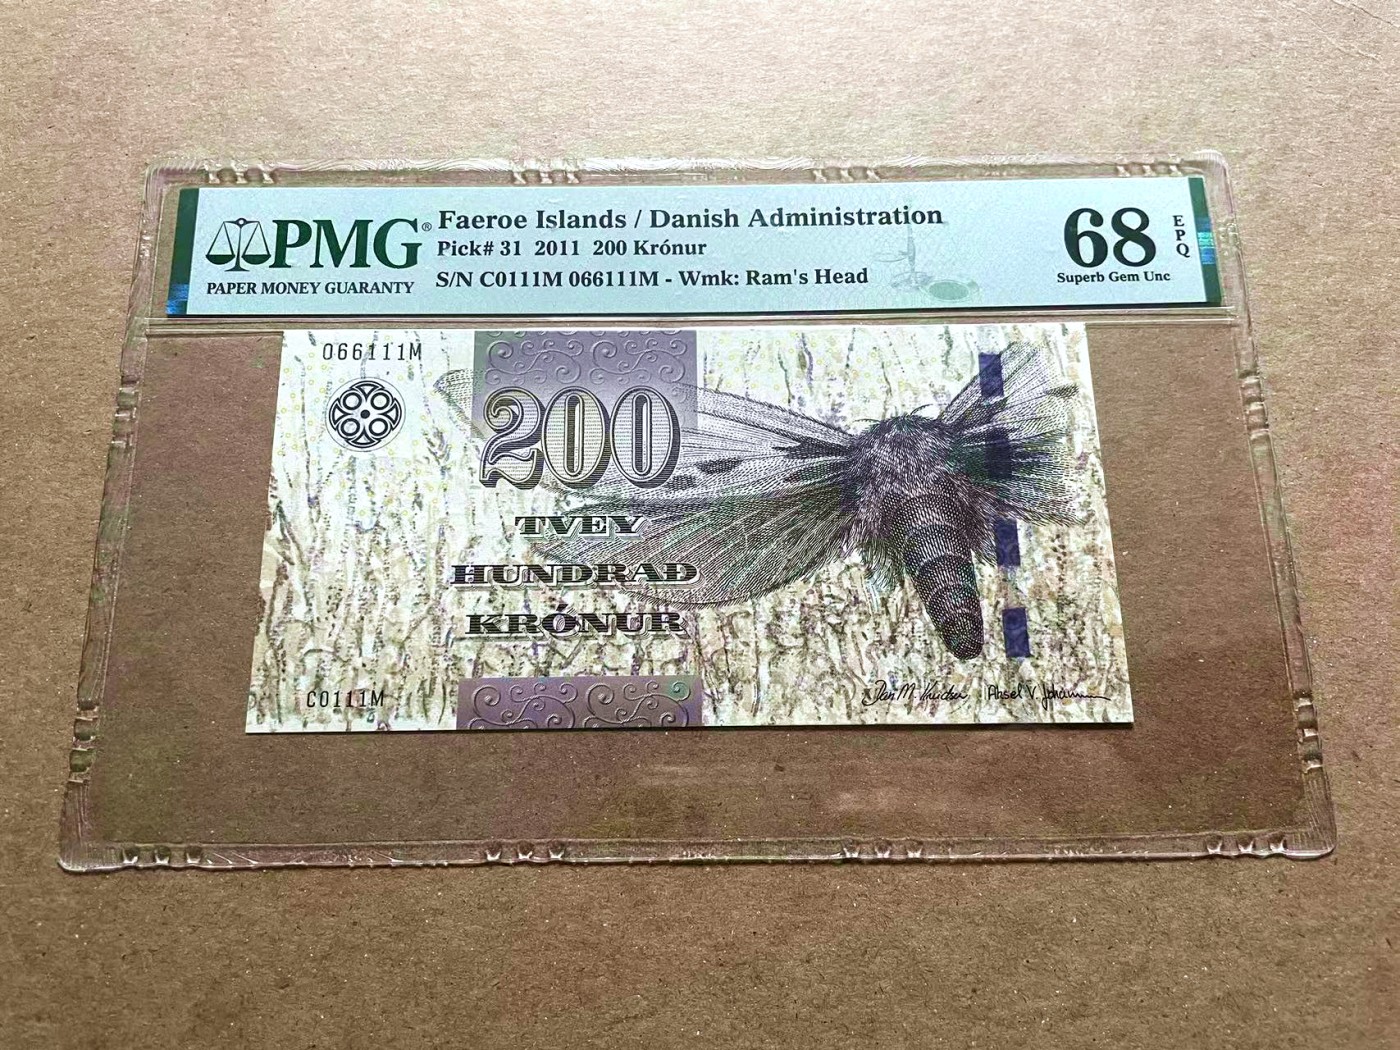 PMG®
PAPER MONEY GUARANTY
Faeroe Islands / Danish Administration
Pick# 31 2011 200 Krónur
S/N C0111M 066111M - Wmk: Ram's Head
68
EPQ
Superb Gem Unc
066111M
200
TVEY
HUNDRAÐ
KRÓNUR
C0111M